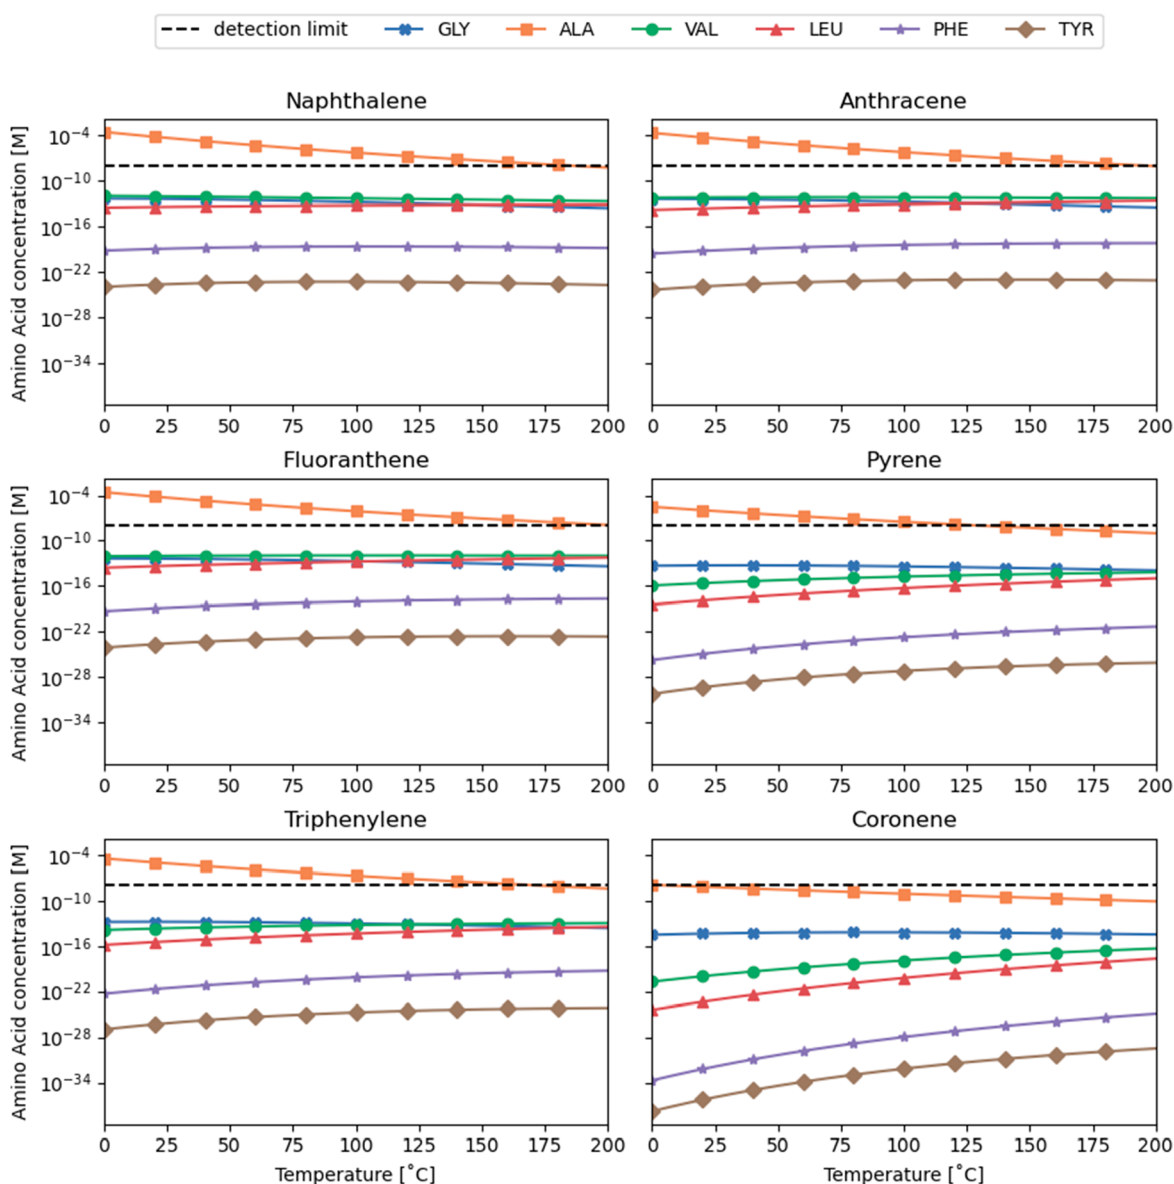 detection limit GLY ALA VAL LEU PHE TYR
Naphthalene
Amino Acid concentration [M]
10^{-4}
10^{-10}
10^{-16}
10^{-22}
10^{-28}
10^{-34}
0 25 50 75 100 125 150 175 200
Anthracene
0 25 50 75 100 125 150 175 200
Fluoranthene
Amino Acid concentration [M]
10^{-4}
10^{-10}
10^{-16}
10^{-22}
10^{-28}
10^{-34}
0 25 50 75 100 125 150 175 200
Pyrene
0 25 50 75 100 125 150 175 200
Triphenylene
Amino Acid concentration [M]
10^{-4}
10^{-10}
10^{-16}
10^{-22}
10^{-28}
10^{-34}
0 25 50 75 100 125 150 175 200
Temperature [˚C]
Coronene
0 25 50 75 100 125 150 175 200
Temperature [˚C]